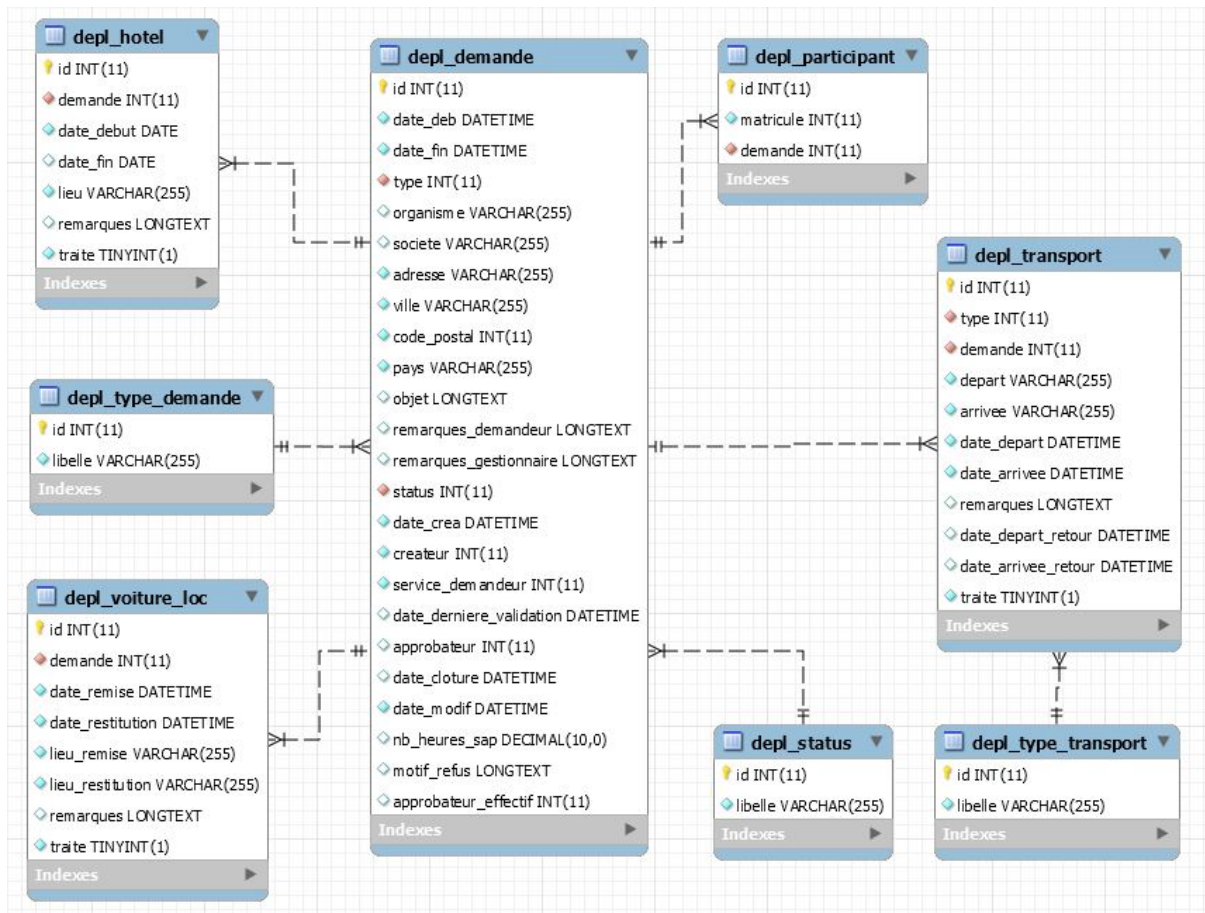 depl_hotel
id INT(11)
demande INT(11)
date_debut DATE
date_fin DATE
lieu VARCHAR(255)
remarques LONGTEXT
traite TINYINT(1)
Indexes
depl_demande
id INT(11)
date_deb DATETIME
date_fin DATETIME
type INT(11)
organisme VARCHAR(255)
societe VARCHAR(255)
adresse VARCHAR(255)
ville VARCHAR(255)
code_postal INT(11)
pays VARCHAR(255)
objet LONGTEXT
remarques_demandeur LONGTEXT
remarques_gestionnaire LONGTEXT
status INT(11)
date_crea DATETIME
createur INT(11)
service_demandeur INT(11)
date_derniere_validation DATETIME
approbateur INT(11)
date_cloture DATETIME
date_modif DATETIME
nb_heures_sap DECIMAL(10,0)
motif_refus LONGTEXT
approbateur_effectif INT(11)
Indexes
depl_participant
id INT(11)
matricule INT(11)
demande INT(11)
Indexes
depl_transport
id INT(11)
type INT(11)
demande INT(11)
depart VARCHAR(255)
arrivee VARCHAR(255)
date_depart DATETIME
date_arrivee DATETIME
remarques LONGTEXT
date_depart_retour DATETIME
date_arrivee_retour DATETIME
traite TINYINT(1)
Indexes
depl_type_demande
id INT(11)
libelle VARCHAR(255)
Indexes
depl_voiture_loc
id INT(11)
demande INT(11)
date_remise DATETIME
date_restitution DATETIME
lieu_remise VARCHAR(255)
lieu_restitution VARCHAR(255)
remarques LONGTEXT
traite TINYINT(1)
Indexes
depl_status
id INT(11)
libelle VARCHAR(255)
Indexes
depl_type_transport
id INT(11)
libelle VARCHAR(255)
Indexes